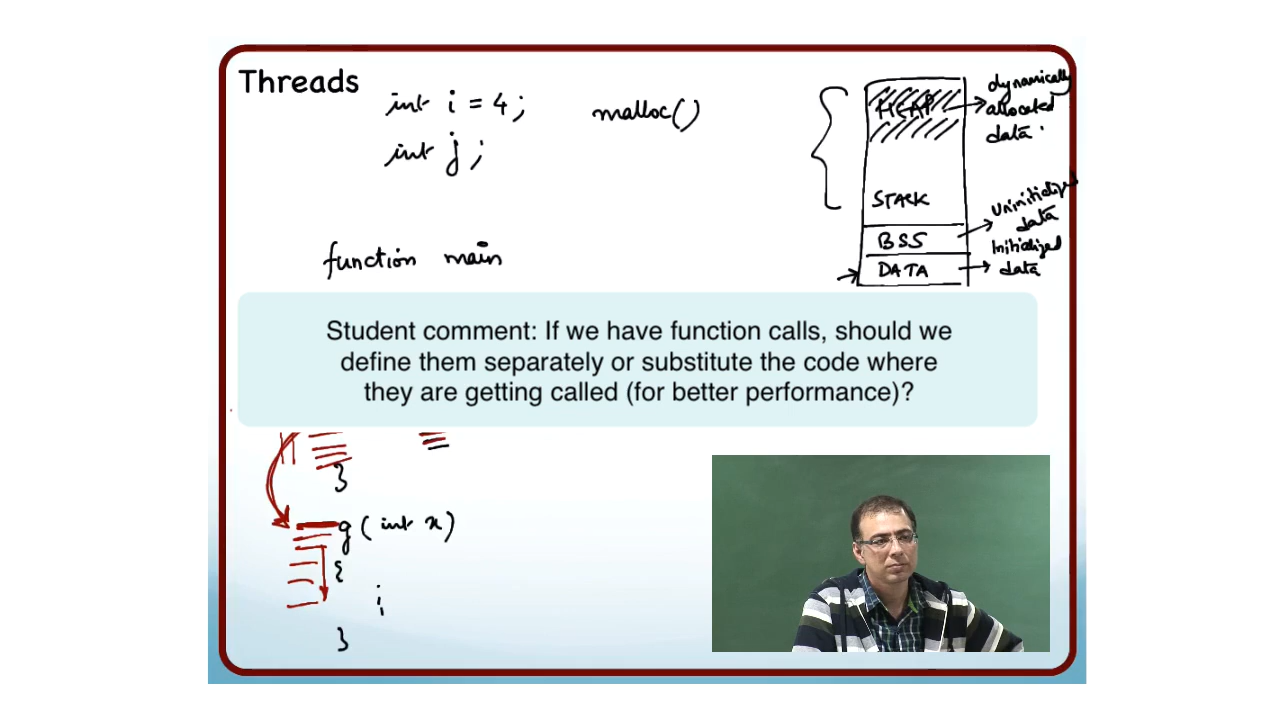 Threads
int i = 4;
int j;
malloc()
HEAP
dynamically
allocated
data.
STACK
BSS
Uninitialized
data
DATA
Initialized
data
function main
Student comment: If we have function calls, should we
define them separately or substitute the code where
they are getting called (for better performance)?
}
g (int x)
{
i
}